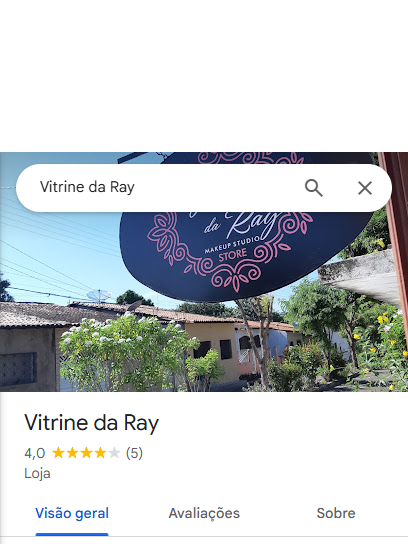 Vitrine da Ray
da Ray
MAKEUP STUDIO
STORE
Vitrine da Ray
4,0 (5)
Loja
Visão geral Avaliações Sobre